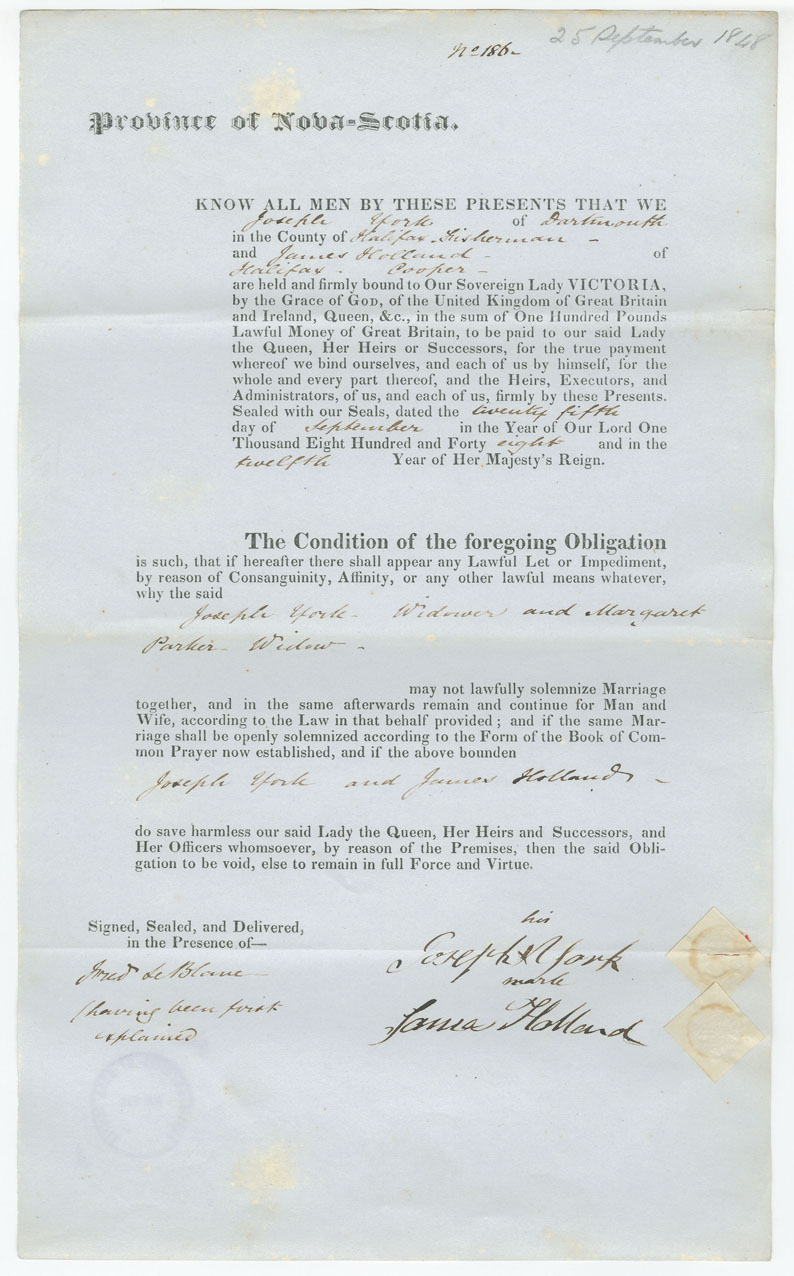 No 186-
25 September 1848
Province of Nova-Scotia.
KNOW ALL MEN BY THESE PRESENTS THAT WE
Joseph York of Dartmouth
in the County of Halifax - Fisherman -
and James Holland - of
Halifax - Cooper -
are held and firmly bound to Our Sovereign Lady VICTORIA,
by the Grace of GOD, of the United Kingdom of Great Britain
and Ireland, Queen, &c., in the sum of One Hundred Pounds
Lawful Money of Great Britain, to be paid to our said Lady
the Queen, Her Heirs or Successors, for the true payment
whereof we bind ourselves, and each of us by himself, for the
whole and every part thereof, and the Heirs, Executors, and
Administrators, of us, and each of us, firmly by these Presents.
Sealed with our Seals, dated the twenty fifth
day of September in the Year of Our Lord One
Thousand Eight Hundred and Forty eight and in the
twelfth Year of Her Majesty's Reign.
The Condition of the foregoing Obligation
is such, that if hereafter there shall appear any Lawful Let or Impediment,
by reason of Consanguinity, Affinity, or any other lawful means whatever,
why the said
Joseph York - Widower and Margaret
Parker - Widow -
may not lawfully solemnize Marriage
together, and in the same afterwards remain and continue for Man and
Wife, according to the Law in that behalf provided; and if the same Mar-
riage shall be openly solemnized according to the Form of the Book of Com-
mon Prayer now established, and if the above bounden
Joseph York and James Holland -
do save harmless our said Lady the Queen, Her Heirs and Successors, and
Her Officers whomsoever, by reason of the Premises, then the said Obli-
gation to be void, else to remain in full Force and Virtue.
Signed, Sealed, and Delivered,
in the Presence of—
Fred LeBlanc
(having been first
explained
his
Joseph X York
mark
James Holland